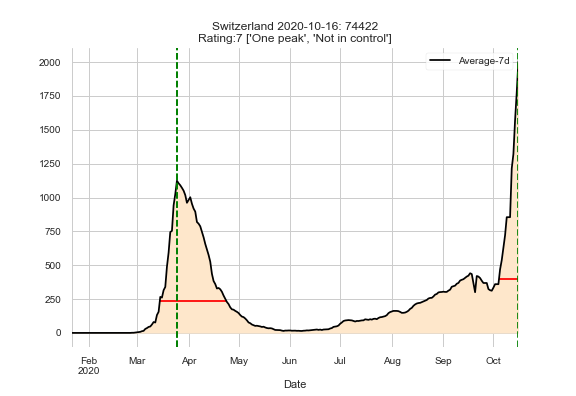 Switzerland 2020-10-16: 74422
Rating:7 ['One peak', 'Not in control']
Average-7d
2000
1750
1500
1250
1000
750
500
250
0
Feb Mar Apr May Jun Jul Aug Sep Oct
2020
Date